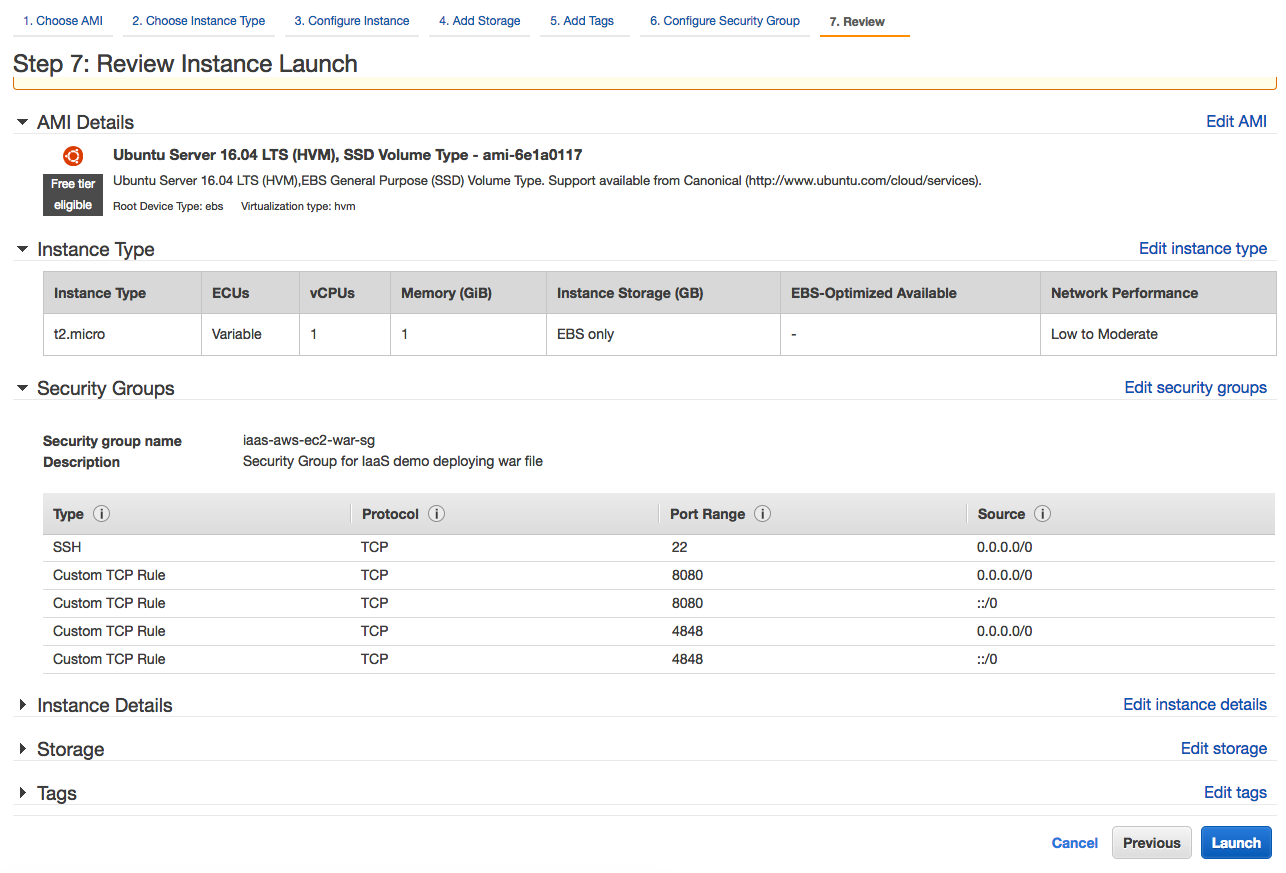 1. Choose AMI 2. Choose Instance Type 3. Configure Instance 4. Add Storage 5. Add Tags 6. Configure Security Group 7. Review
Step 7: Review Instance Launch
AMI Details Edit AMI
Ubuntu Server 16.04 LTS (HVM), SSD Volume Type - ami-6e1a0117
Free tier eligible
Ubuntu Server 16.04 LTS (HVM),EBS General Purpose (SSD) Volume Type. Support available from Canonical (http://www.ubuntu.com/cloud/services).
Root Device Type: ebs Virtualization type: hvm
Instance Type Edit instance type
Instance Type ECUs vCPUs Memory (GiB) Instance Storage (GB) EBS-Optimized Available Network Performance
t2.micro Variable 1 1 EBS only - Low to Moderate
Security Groups Edit security groups
Security group name iaas-aws-ec2-war-sg
Description Security Group for IaaS demo deploying war file
Type i Protocol i Port Range i Source i
SSH TCP 22 0.0.0.0/0
Custom TCP Rule TCP 8080 0.0.0.0/0
Custom TCP Rule TCP 8080 ::/0
Custom TCP Rule TCP 4848 0.0.0.0/0
Custom TCP Rule TCP 4848 ::/0
Instance Details Edit instance details
Storage Edit storage
Tags Edit tags
Cancel Previous Launch